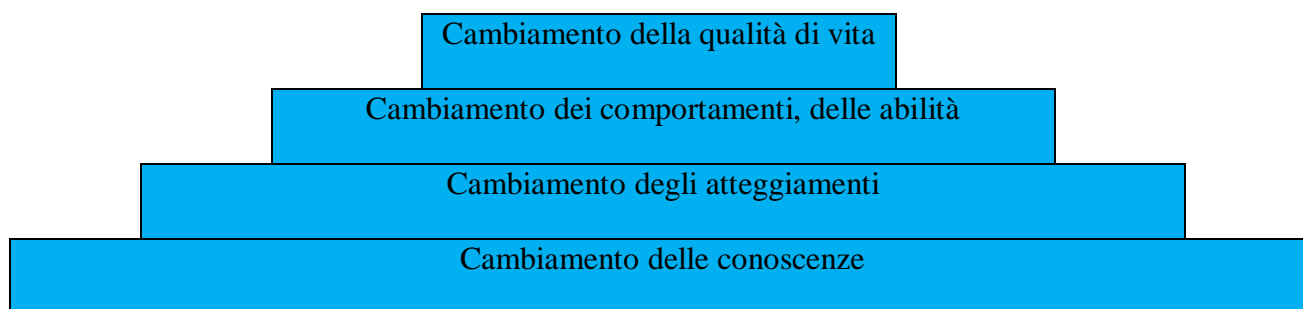 Cambiamento della qualità di vita
Cambiamento dei comportamenti, delle abilità
Cambiamento degli atteggiamenti
Cambiamento delle conoscenze